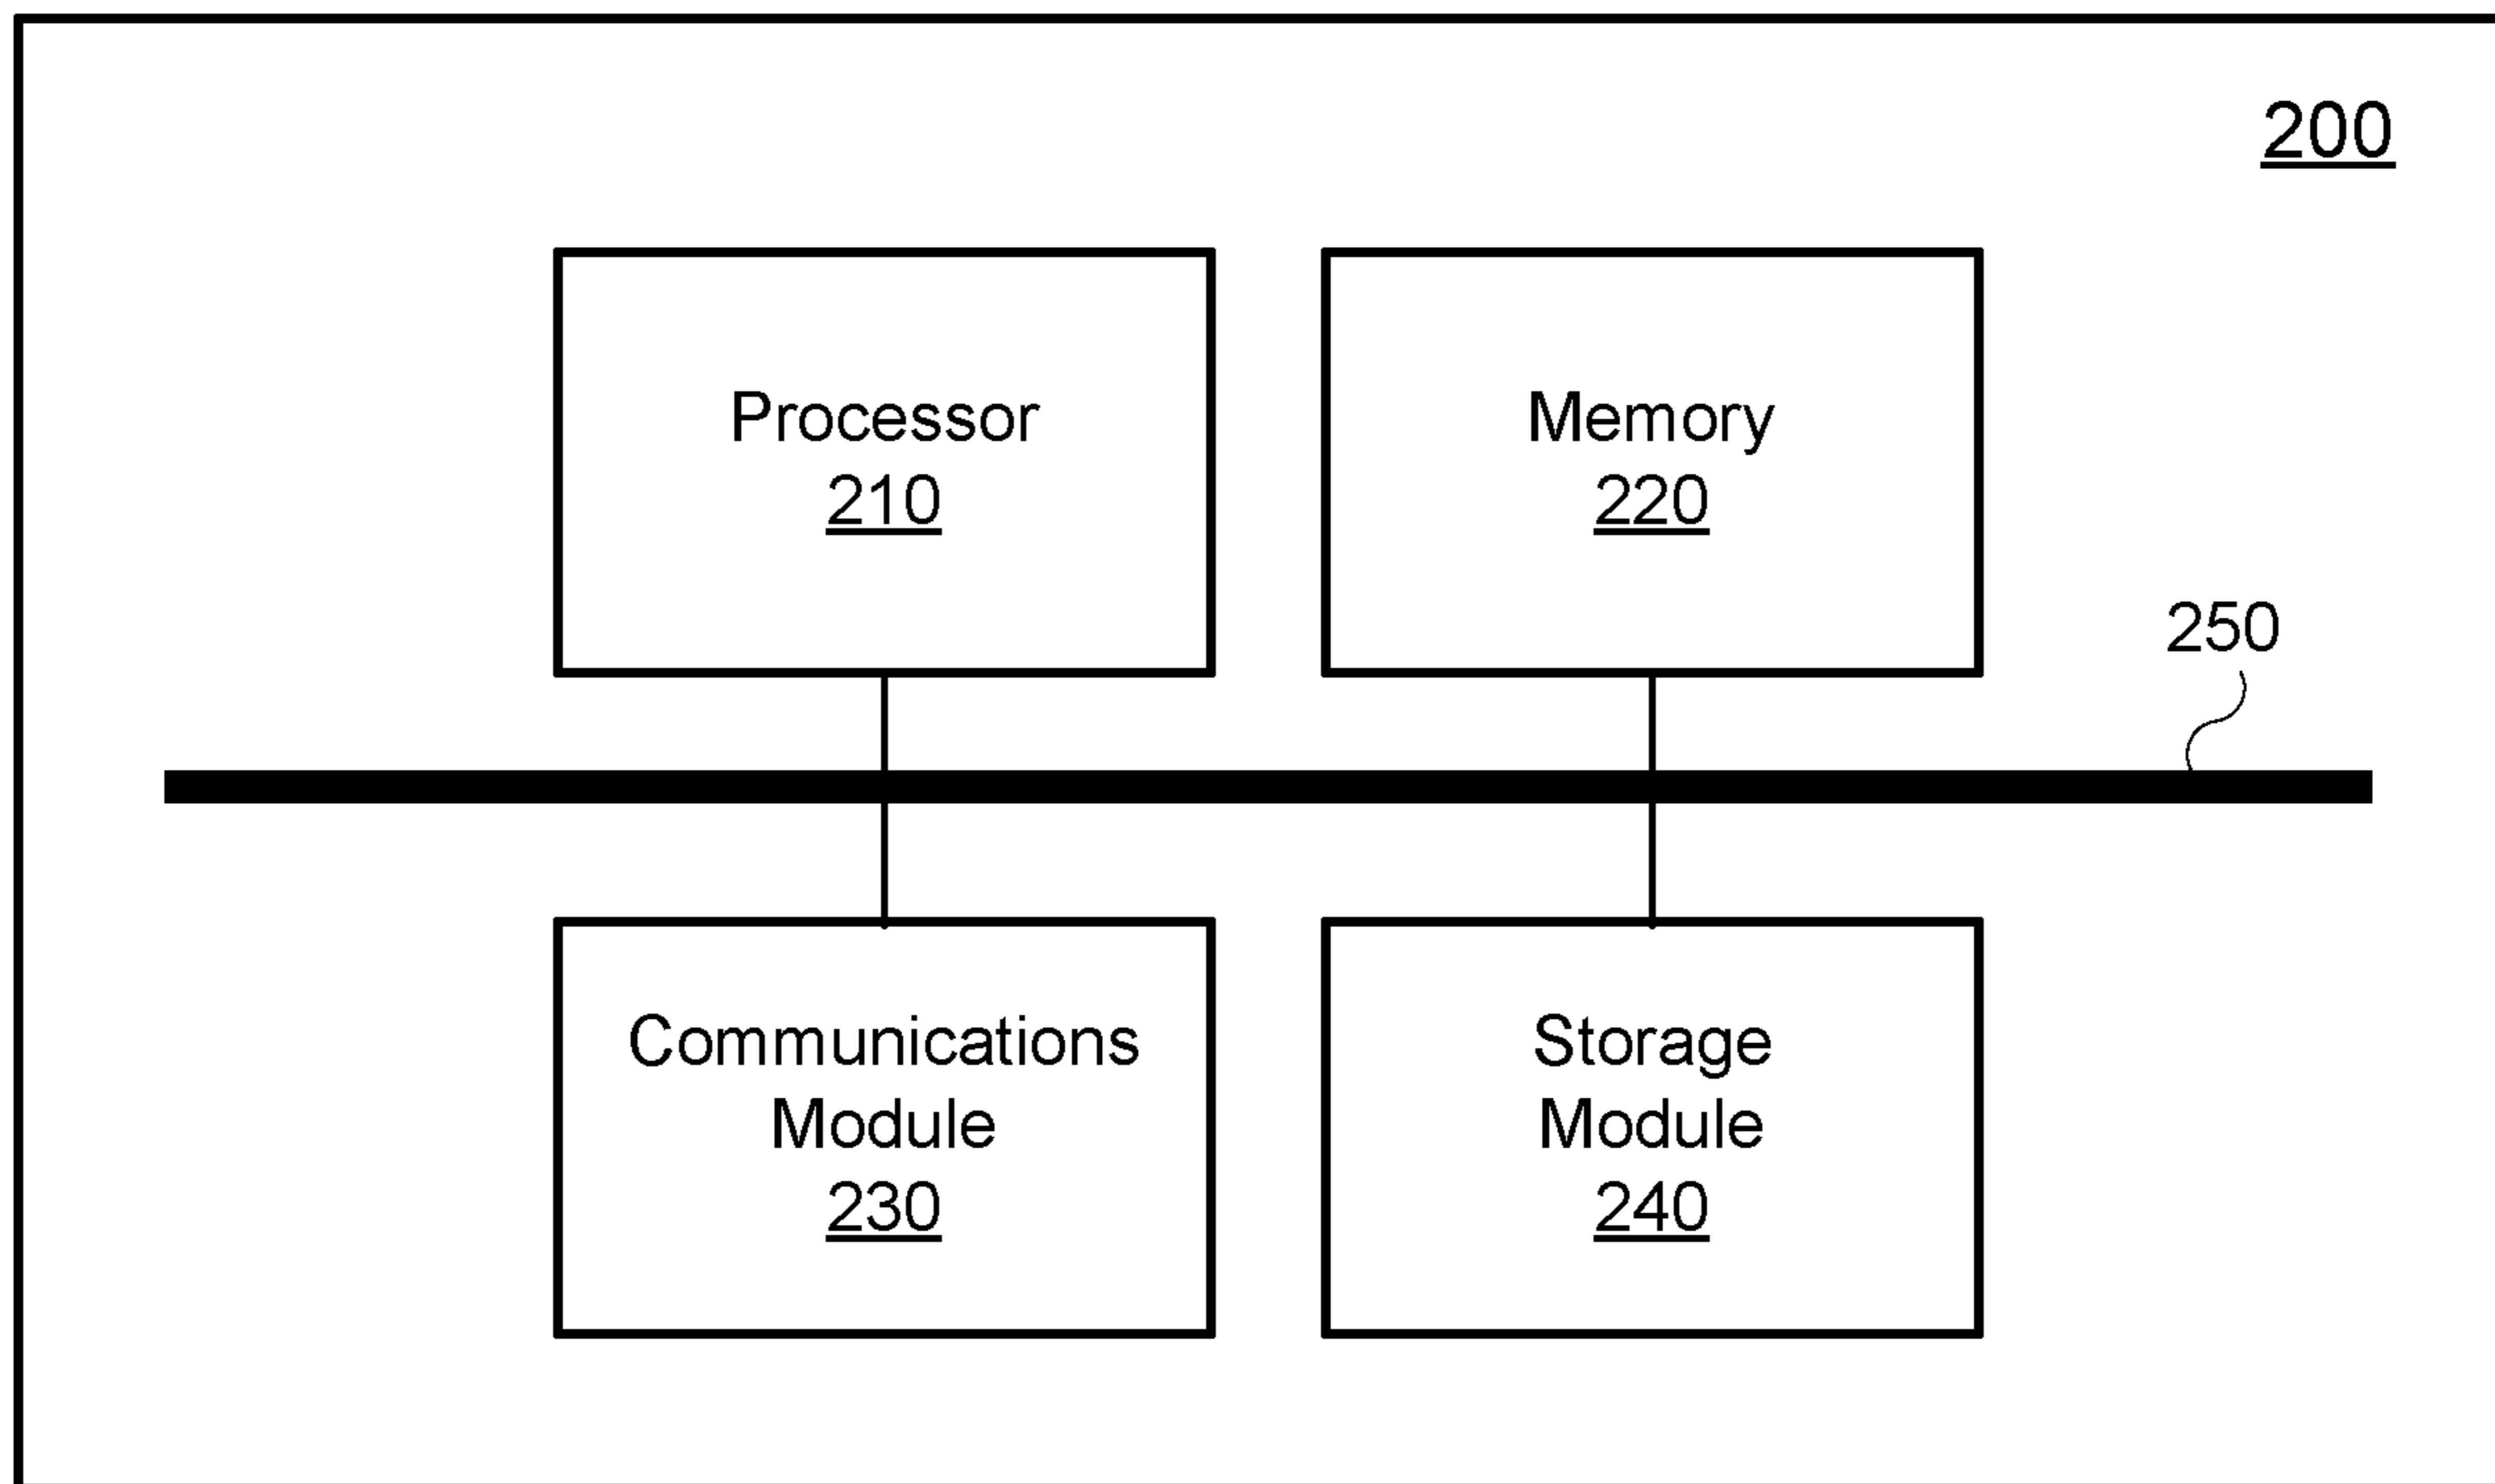 200
Processor
210
Memory
220
250
Communications
Module
230
Storage
Module
240